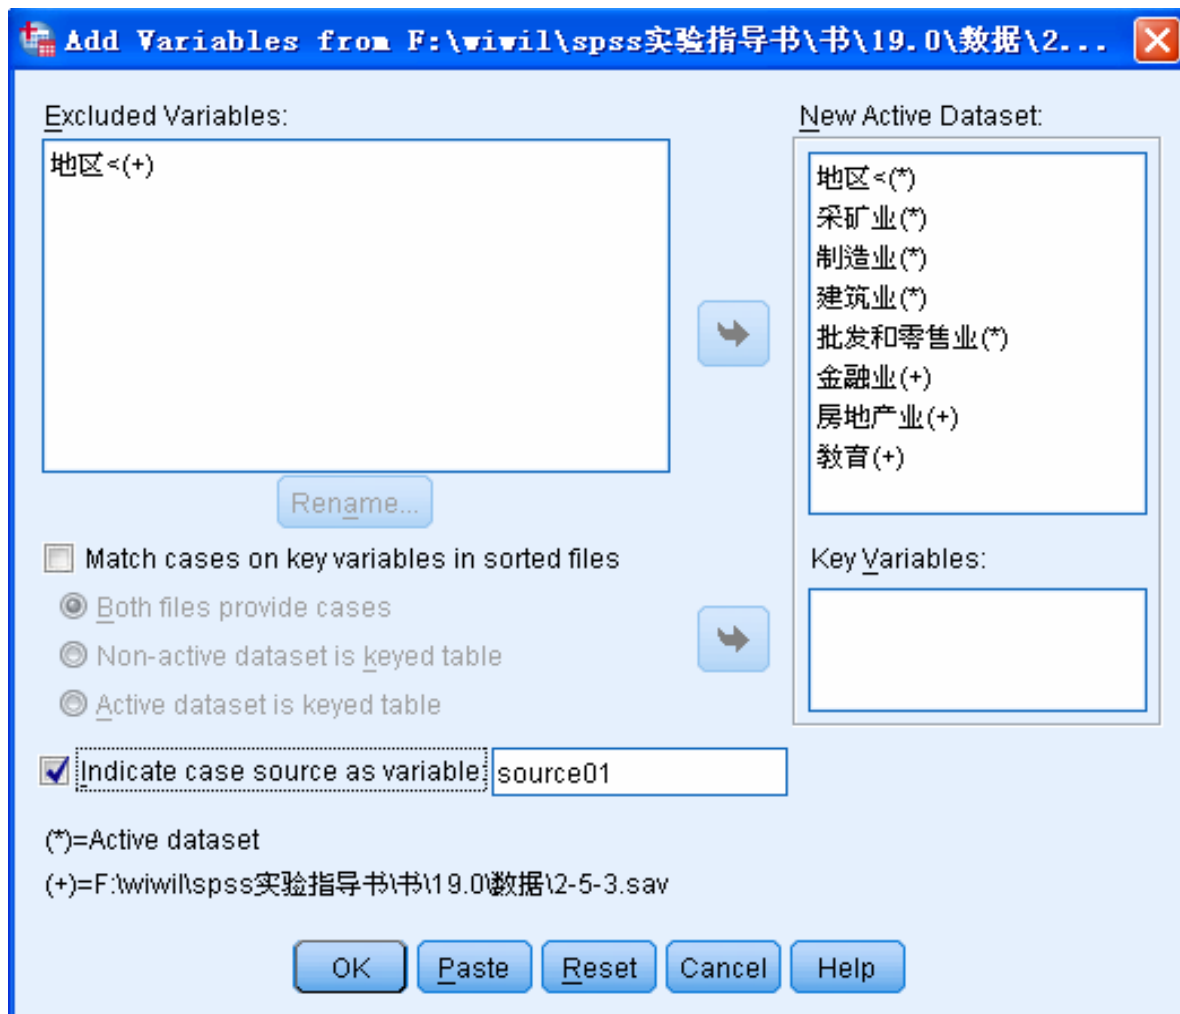 Add Variables from F:\wiwil\spss实验指导书\书\19.0\数据\2...
Excluded Variables:
地区<(+)
Rename...
New Active Dataset:
地区<(*)
采矿业(*)
制造业(*)
建筑业(*)
批发和零售业(*)
金融业(+)
房地产业(+)
教育(+)
Match cases on key variables in sorted files
Both files provide cases
Non-active dataset is keyed table
Active dataset is keyed table
Key Variables:
Indicate case source as variable: source01
(*)=Active dataset
(+)=F:\wiwil\spss实验指导书\书\19.0\数据\2-5-3.sav
OK Paste Reset Cancel Help